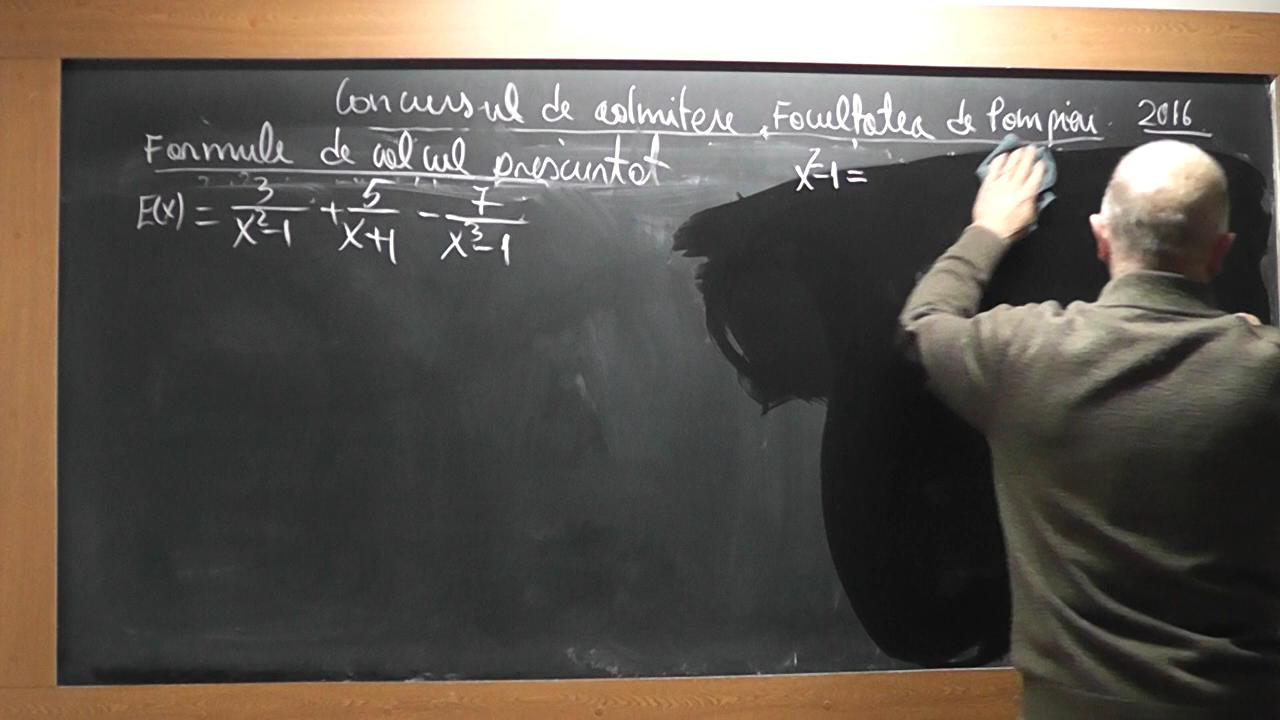 Concursul de admitere, Facultatea de Pompieri 2016
Formule de calcul prescurtat
E(x) = 3/(x²-1) + 5/(x+1) - 7/(x³-1)
x²-1=